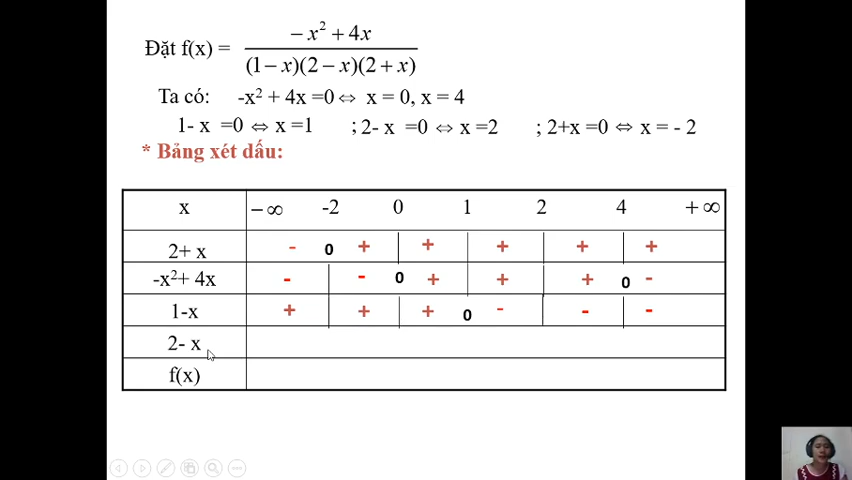 Đặt f(x) = −x² + 4x / (1−x)(2−x)(2+x)
Ta có: -x² + 4x =0 ⇔ x = 0, x = 4
1- x =0 ⇔ x =1 ; 2- x =0 ⇔ x =2 ; 2+x =0 ⇔ x = - 2
* Bảng xét dấu:
x −∞ -2 0 1 2 4 +∞
2+ x - 0 + + + + +
-x²+ 4x - - 0 + + + 0 -
1-x + + + 0 - - -
2- x
f(x)